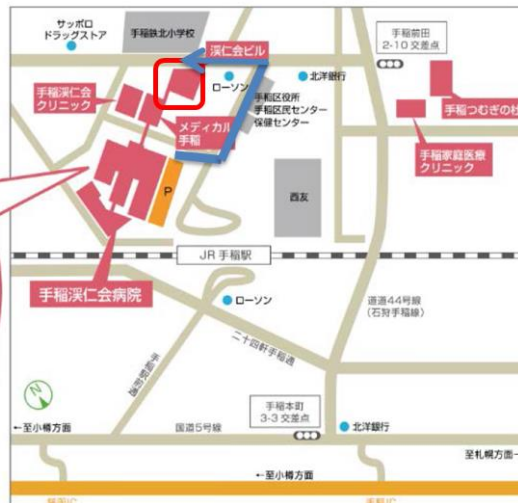 サッポロ
ドラッグストア
手稲鉄北小学校
渓仁会ビル
手稲前田
2-10 交差点
手稲渓仁会
クリニック
ローソン
北洋銀行
手稲つむぎの杜
メディカル
手稲
手稲区役所
手稲区民センター
保健センター
手稲家庭医療
クリニック
P
西友
JR 手稲駅
手稲渓仁会病院
ローソン
道道44号線
(石狩手稲線)
二十四軒手稲通
手稲駅前通
N
手稲本町
3-3 交差点
←至小樽方面
国道5号線
北洋銀行
至札幌方面→
←至小樽方面